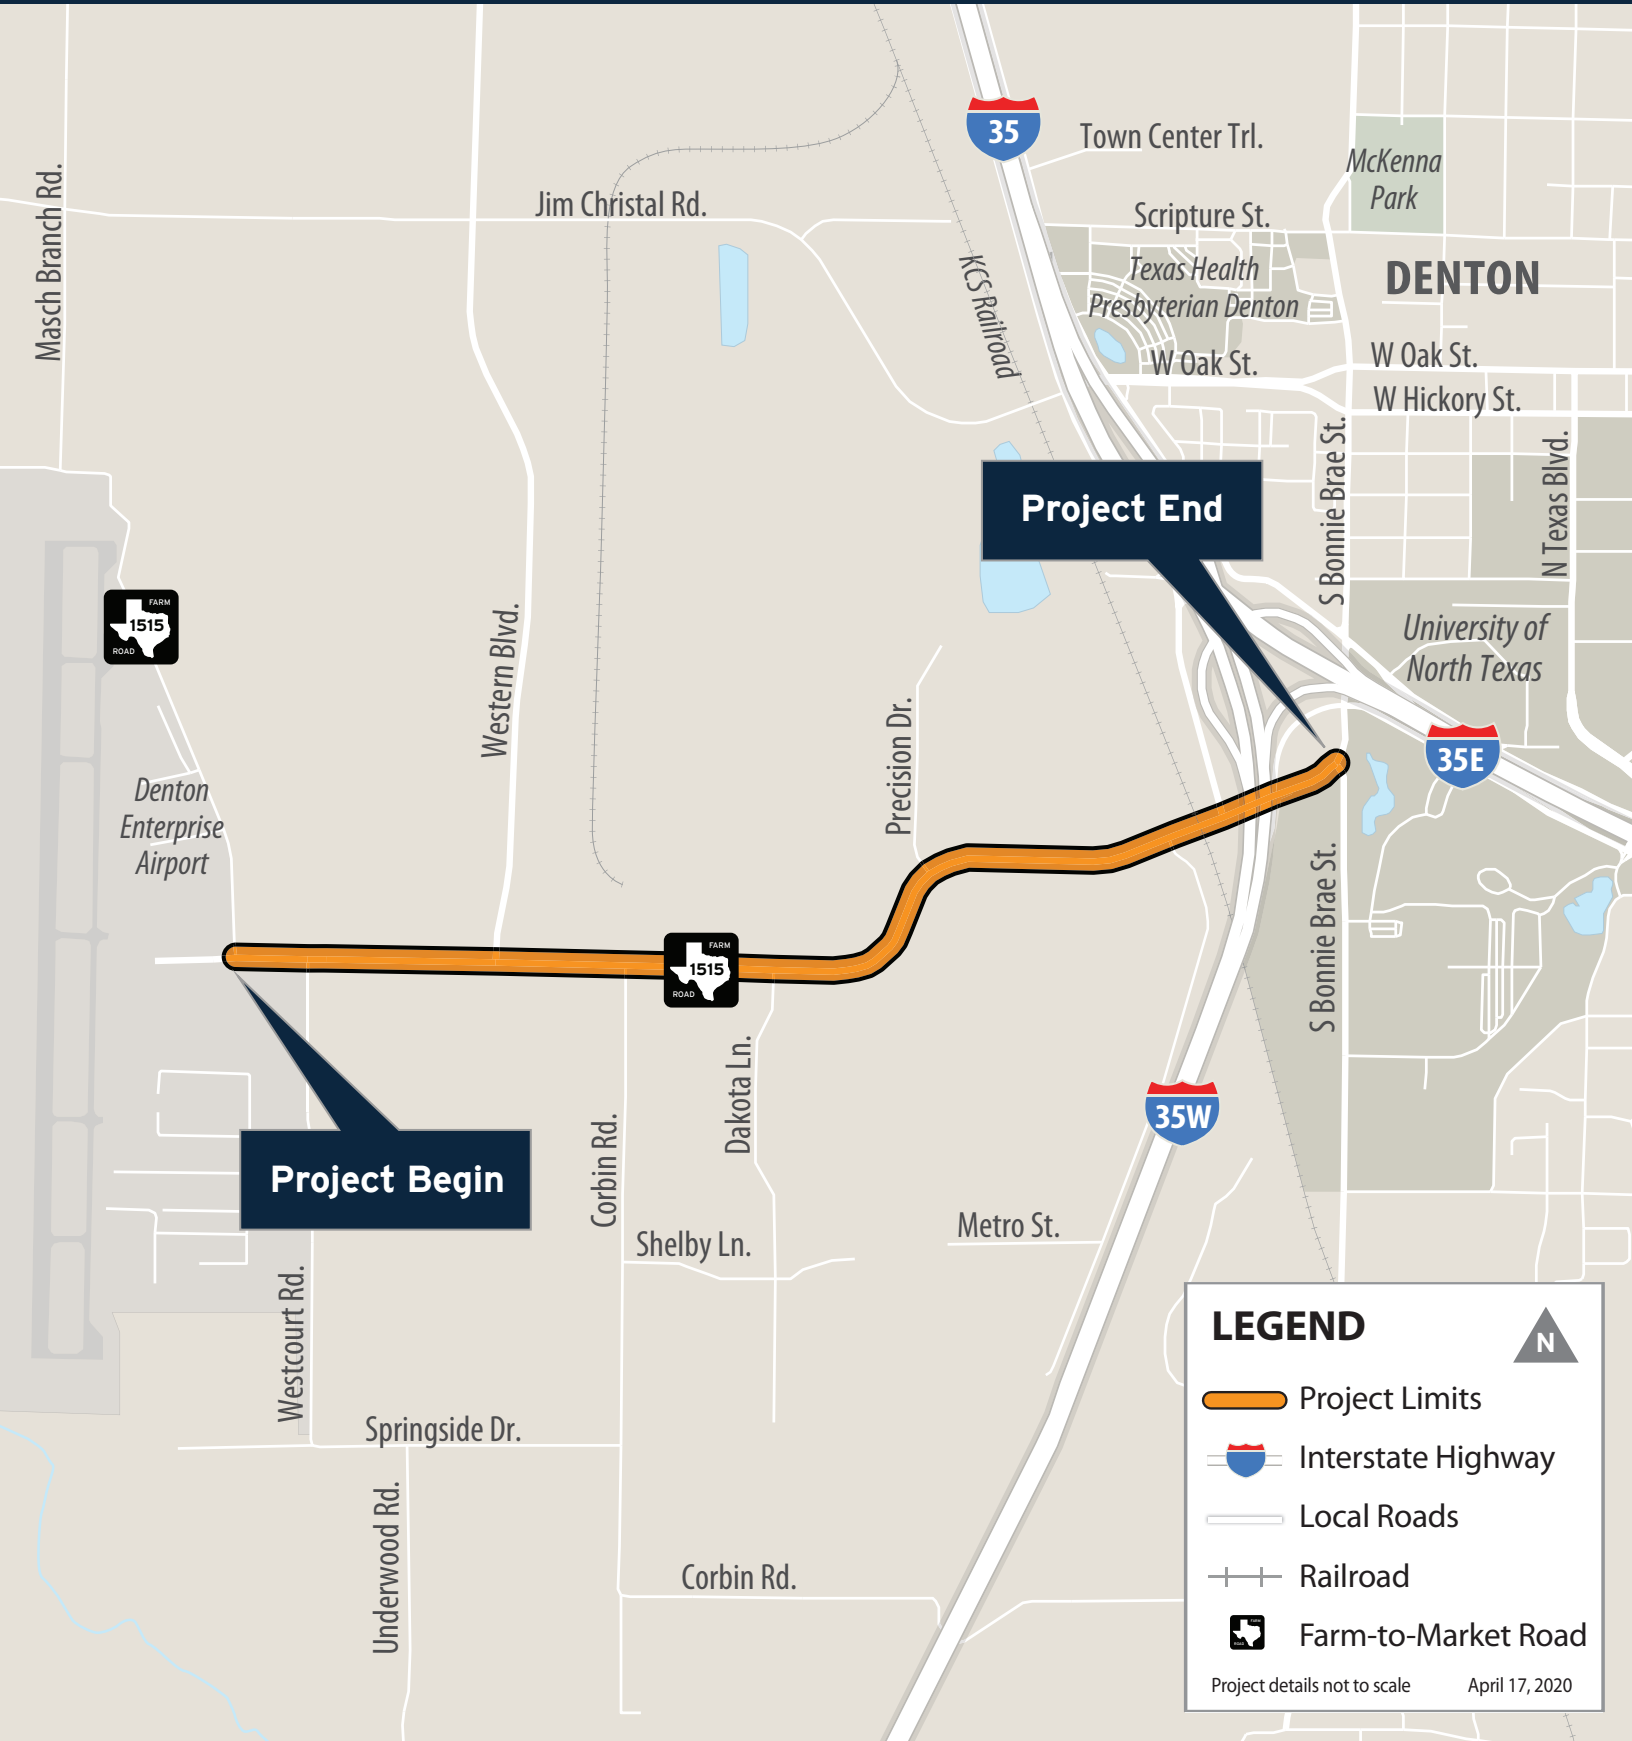 35
Town Center Trl.
McKenna
Park
Masch Branch Rd.
Jim Christal Rd.
Scripture St.
KCS Railroad
Texas Health
Presbyterian Denton
DENTON
W Oak St.
W Oak St.
W Hickory St.
S Bonnie Brae St.
N Texas Blvd.
Project End
FARM
1515
ROAD
Western Blvd.
University of
North Texas
Precision Dr.
35E
Denton
Enterprise
Airport
S Bonnie Brae St.
FARM
1515
ROAD
Dakota Ln.
35W
Corbin Rd.
Project Begin
Shelby Ln.
Metro St.
Westcourt Rd.
Springside Dr.
Underwood Rd.
Corbin Rd.
LEGEND
N
Project Limits
Interstate Highway
Local Roads
Railroad
FARM
ROAD
Farm-to-Market Road
Project details not to scale
April 17, 2020